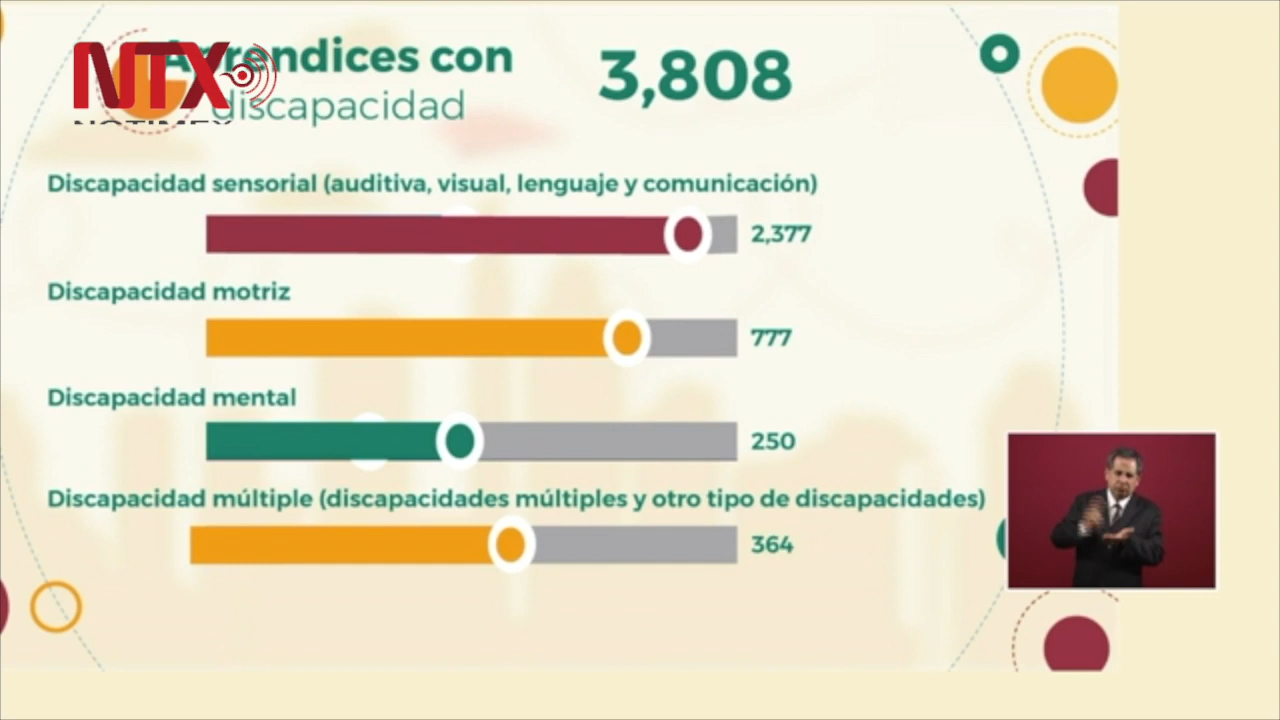 NTX
NOTIMEX
Aprendices con
discapacidad
3,808
Discapacidad sensorial (auditiva, visual, lenguaje y comunicación)
2,377
Discapacidad motriz
777
Discapacidad mental
250
Discapacidad múltiple (discapacidades múltiples y otro tipo de discapacidades)
364